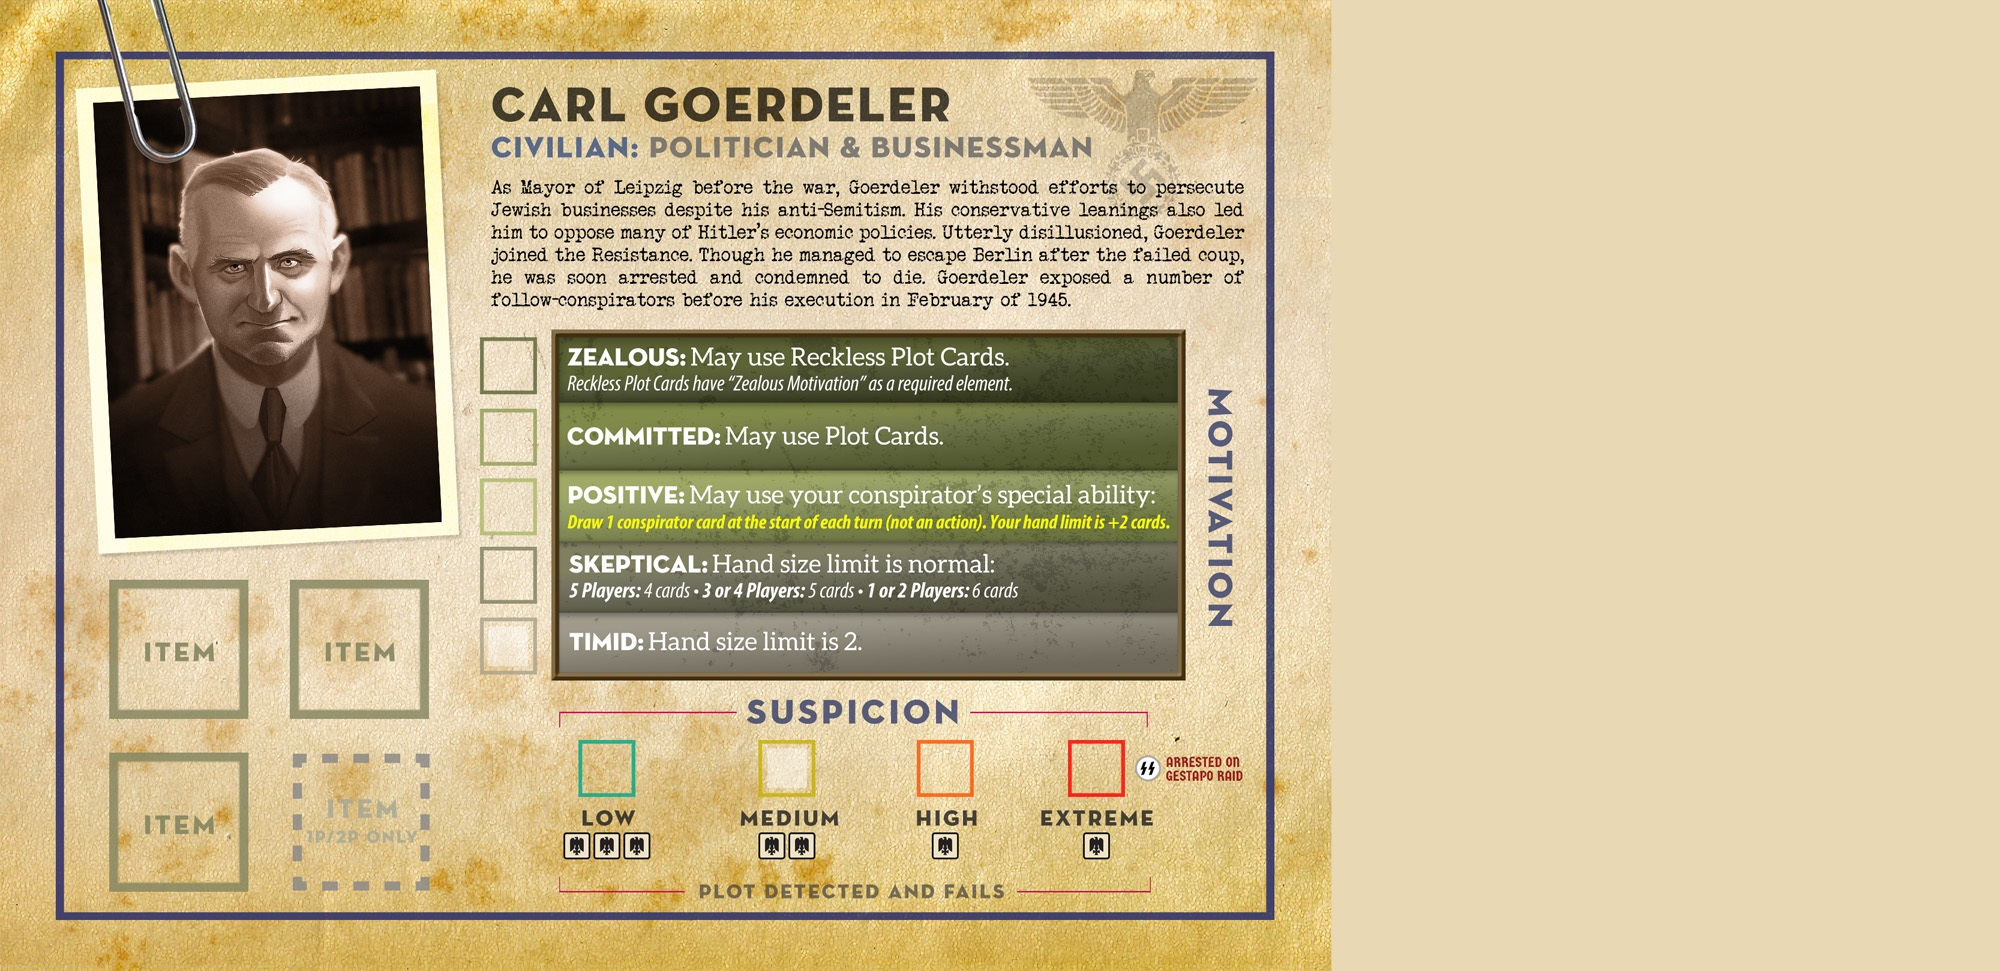 CARL GOERDELER
CIVILIAN: POLITICIAN & BUSINESSMAN
As Mayor of Leipzig before the war, Goerdeler withstood efforts to persecute
Jewish businesses despite his anti-Semitism. His conservative leanings also led
him to oppose many of Hitler's economic policies. Utterly disillusioned, Goerdeler
joined the Resistance. Though he managed to escape Berlin after the failed coup,
he was soon arrested and condemned to die. Goerdeler exposed a number of
follow-conspirators before his execution in February of 1945.
ZEALOUS: May use Reckless Plot Cards.
Reckless Plot Cards have “Zealous Motivation” as a required element.
COMMITTED: May use Plot Cards.
POSITIVE: May use your conspirator's special ability:
Draw 1 conspirator card at the start of each turn (not an action). Your hand limit is +2 cards.
SKEPTICAL: Hand size limit is normal:
5 Players: 4 cards • 3 or 4 Players: 5 cards • 1 or 2 Players: 6 cards
TIMID: Hand size limit is 2.
MOTIVATION
ITEM
ITEM
ITEM
ITEM
1P/2P ONLY
SUSPICION
ARRESTED ON
GESTAPO RAID
LOW
MEDIUM
HIGH
EXTREME
PLOT DETECTED AND FAILS